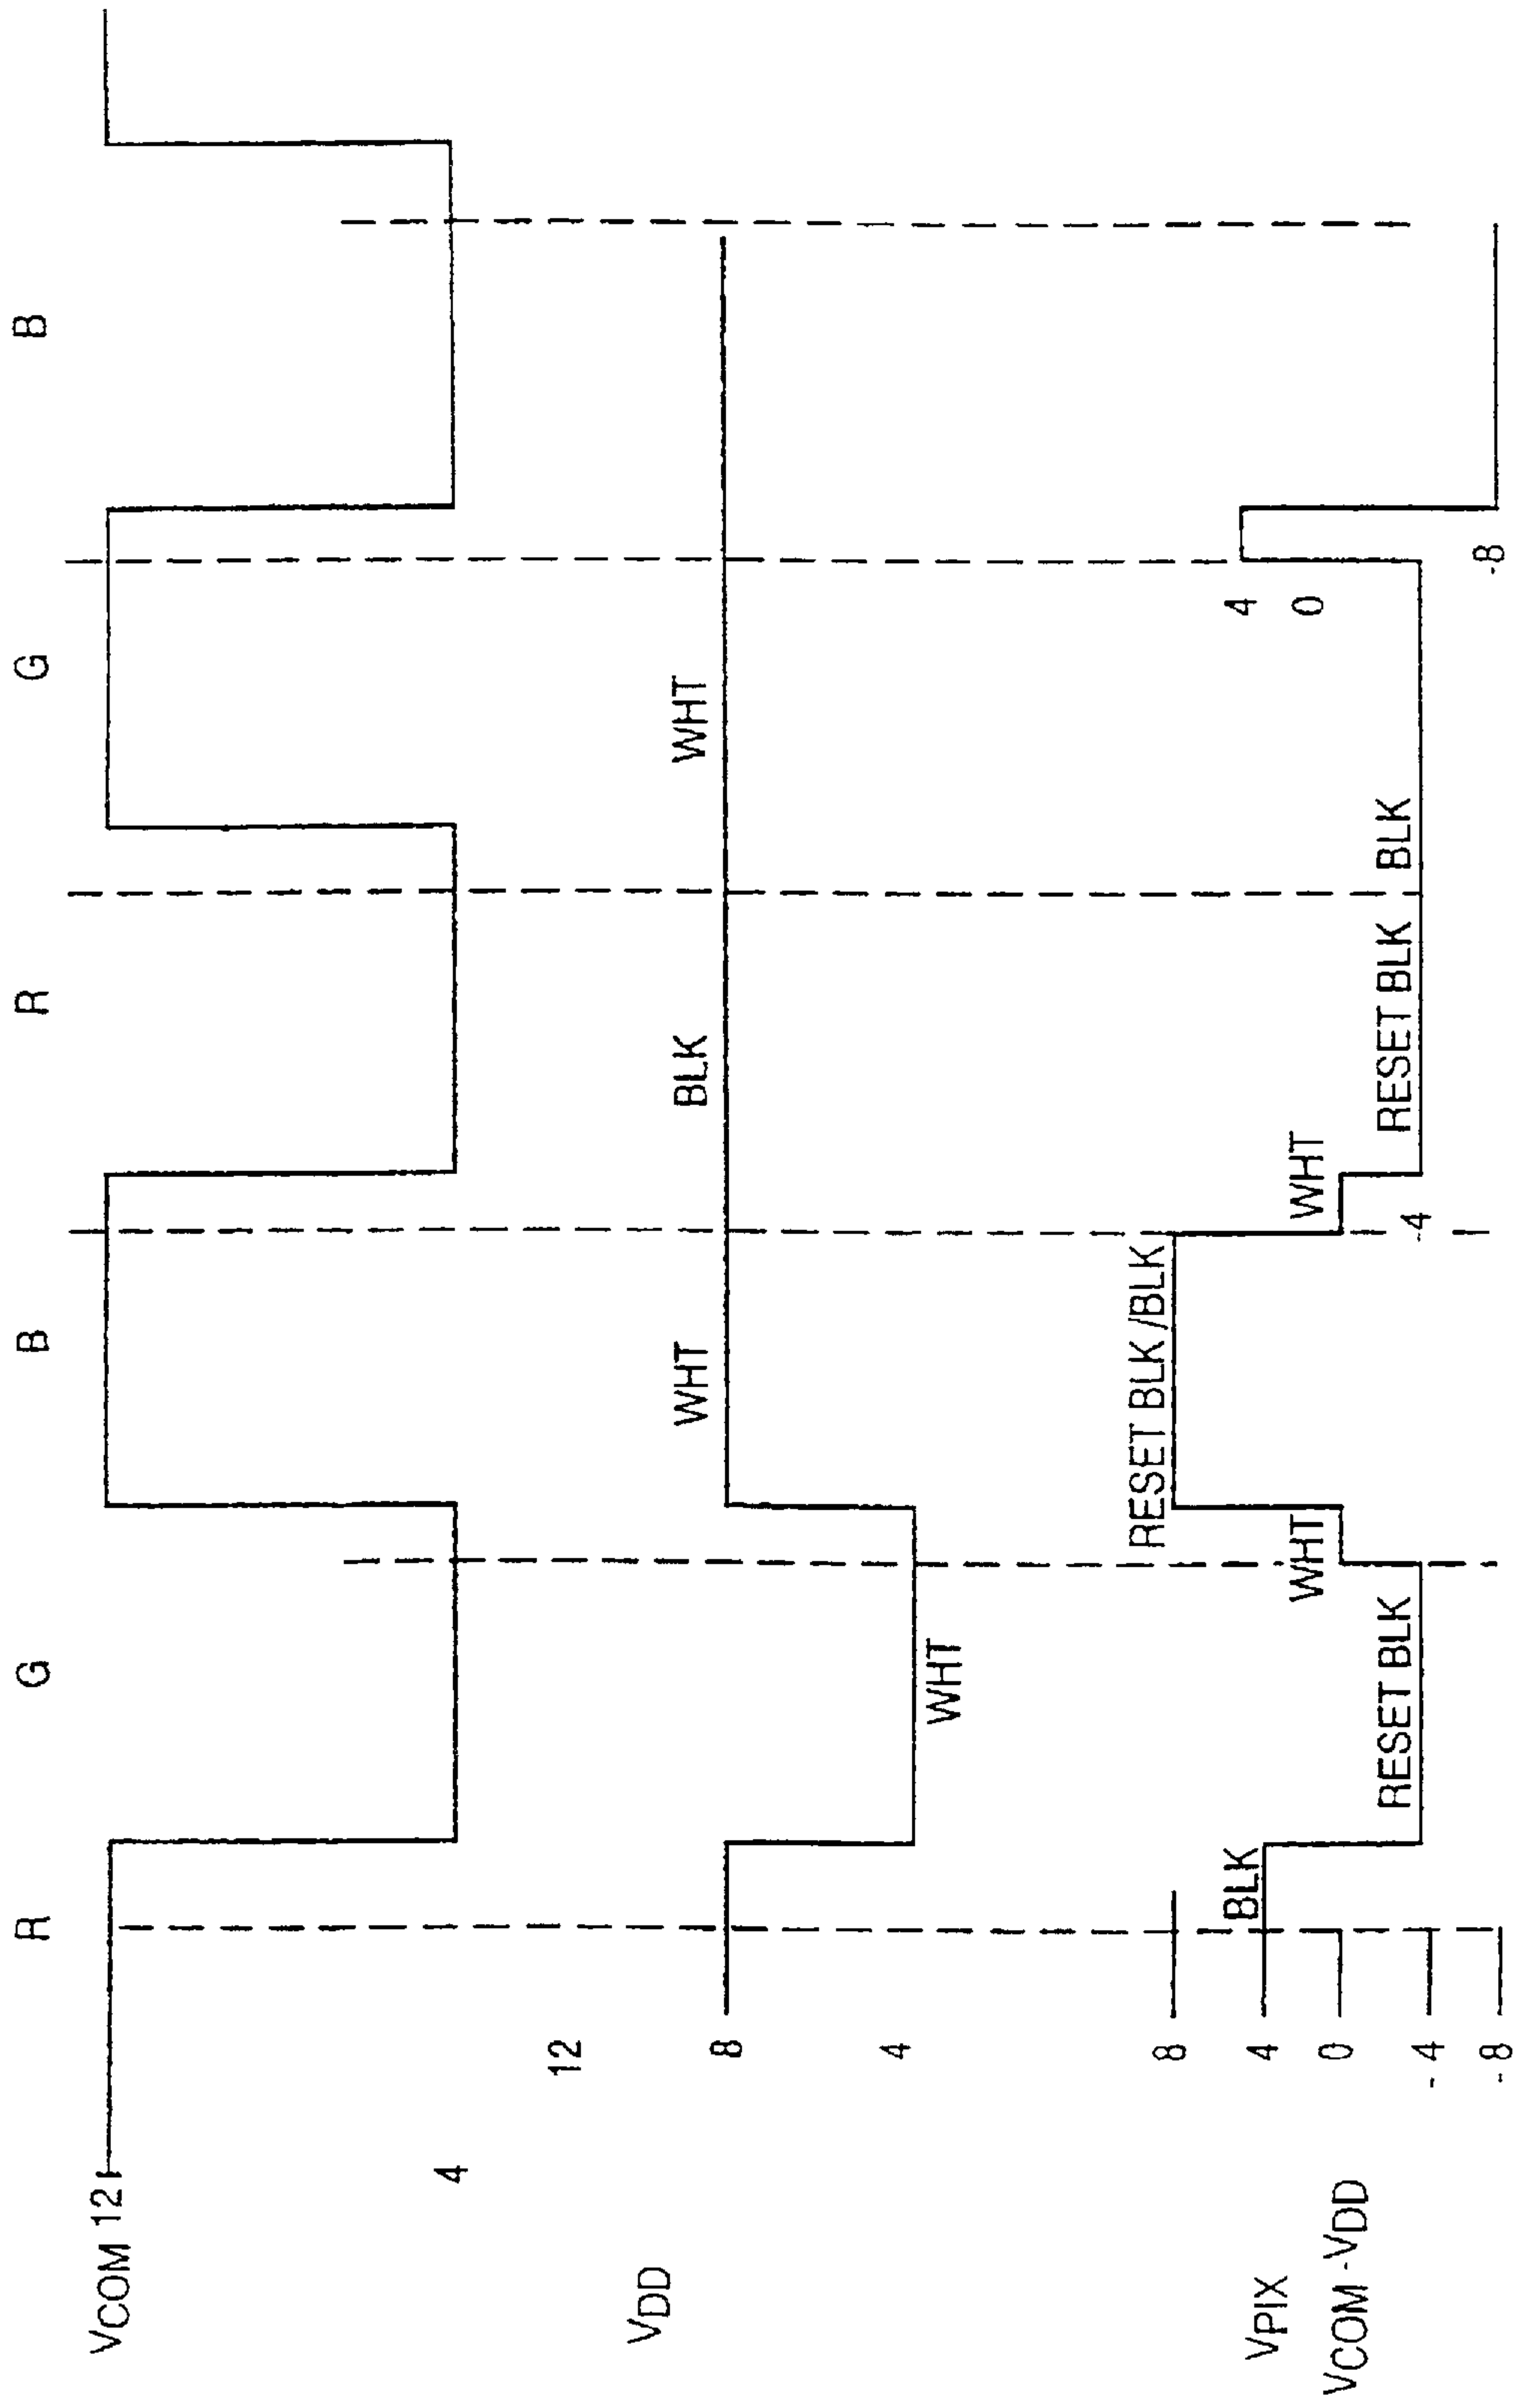 R G B R G B
VCOM 12
4
VDD
12
8
4
WHT
WHT
BLK
WHT
VPIX
VCOM - VDD
8
4
0
- 4
- 8
BLK
RESET BLK
WHT
RESET BLK / BLK
WHT
-4
RESET BLK
BLK
4
0
-8